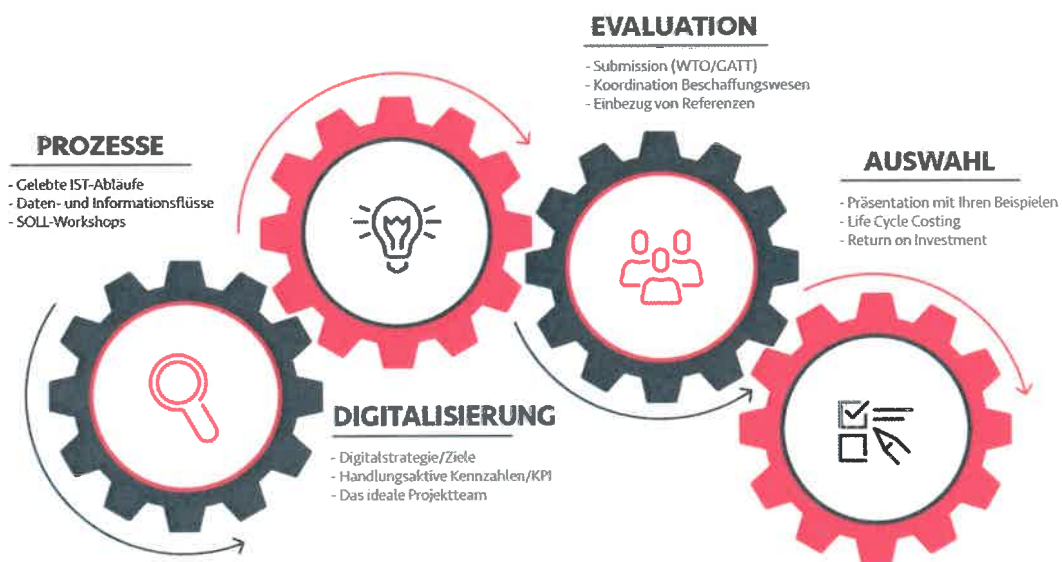 PROZESSE
- Gelebte IST-Abläufe
- Daten- und Informationsflüsse
- SOLL-Workshops
DIGITALISIERUNG
- Digitalstrategie/Ziele
- Handlungsaktive Kennzahlen/KPI
- Das ideale Projektteam
EVALUATION
- Submission (WTO/GATT)
- Koordination Beschaffungswesen
- Einbezug von Referenzen
AUSWAHL
- Präsentation mit Ihren Beispielen
- Life Cycle Costing
- Return on Investment